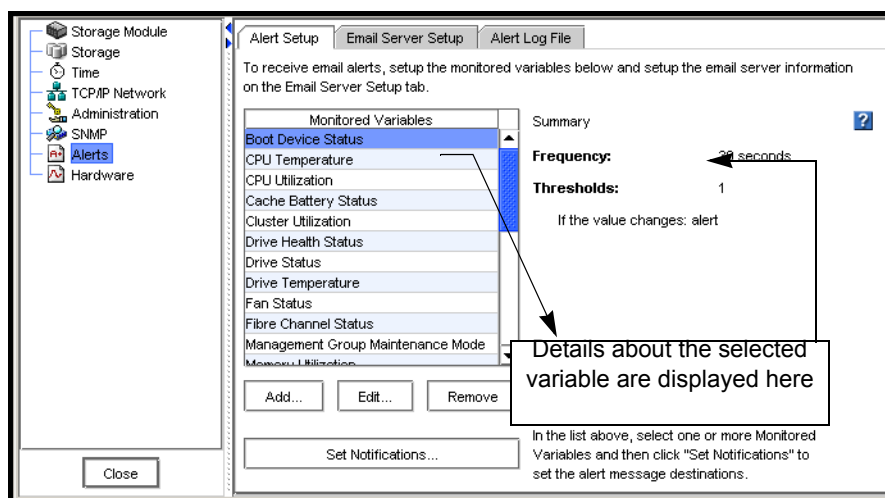 Storage Module
Storage
Time
TCP/IP Network
Administration
SNMP
Alerts
Hardware
Close
Alert Setup
Email Server Setup
Alert Log File
To receive email alerts, setup the monitored variables below and setup the email server information
on the Email Server Setup tab.
Monitored Variables
Boot Device Status
CPU Temperature
CPU Utilization
Cache Battery Status
Cluster Utilization
Drive Health Status
Drive Status
Drive Temperature
Fan Status
Fibre Channel Status
Management Group Maintenance Mode
Memory Utilization
Add...
Edit...
Remove
Set Notifications...
Summary
?
Frequency: 30 seconds
Thresholds: 1
If the value changes: alert
Details about the selected
variable are displayed here
In the list above, select one or more Monitored
Variables and then click "Set Notifications" to
set the alert message destinations.